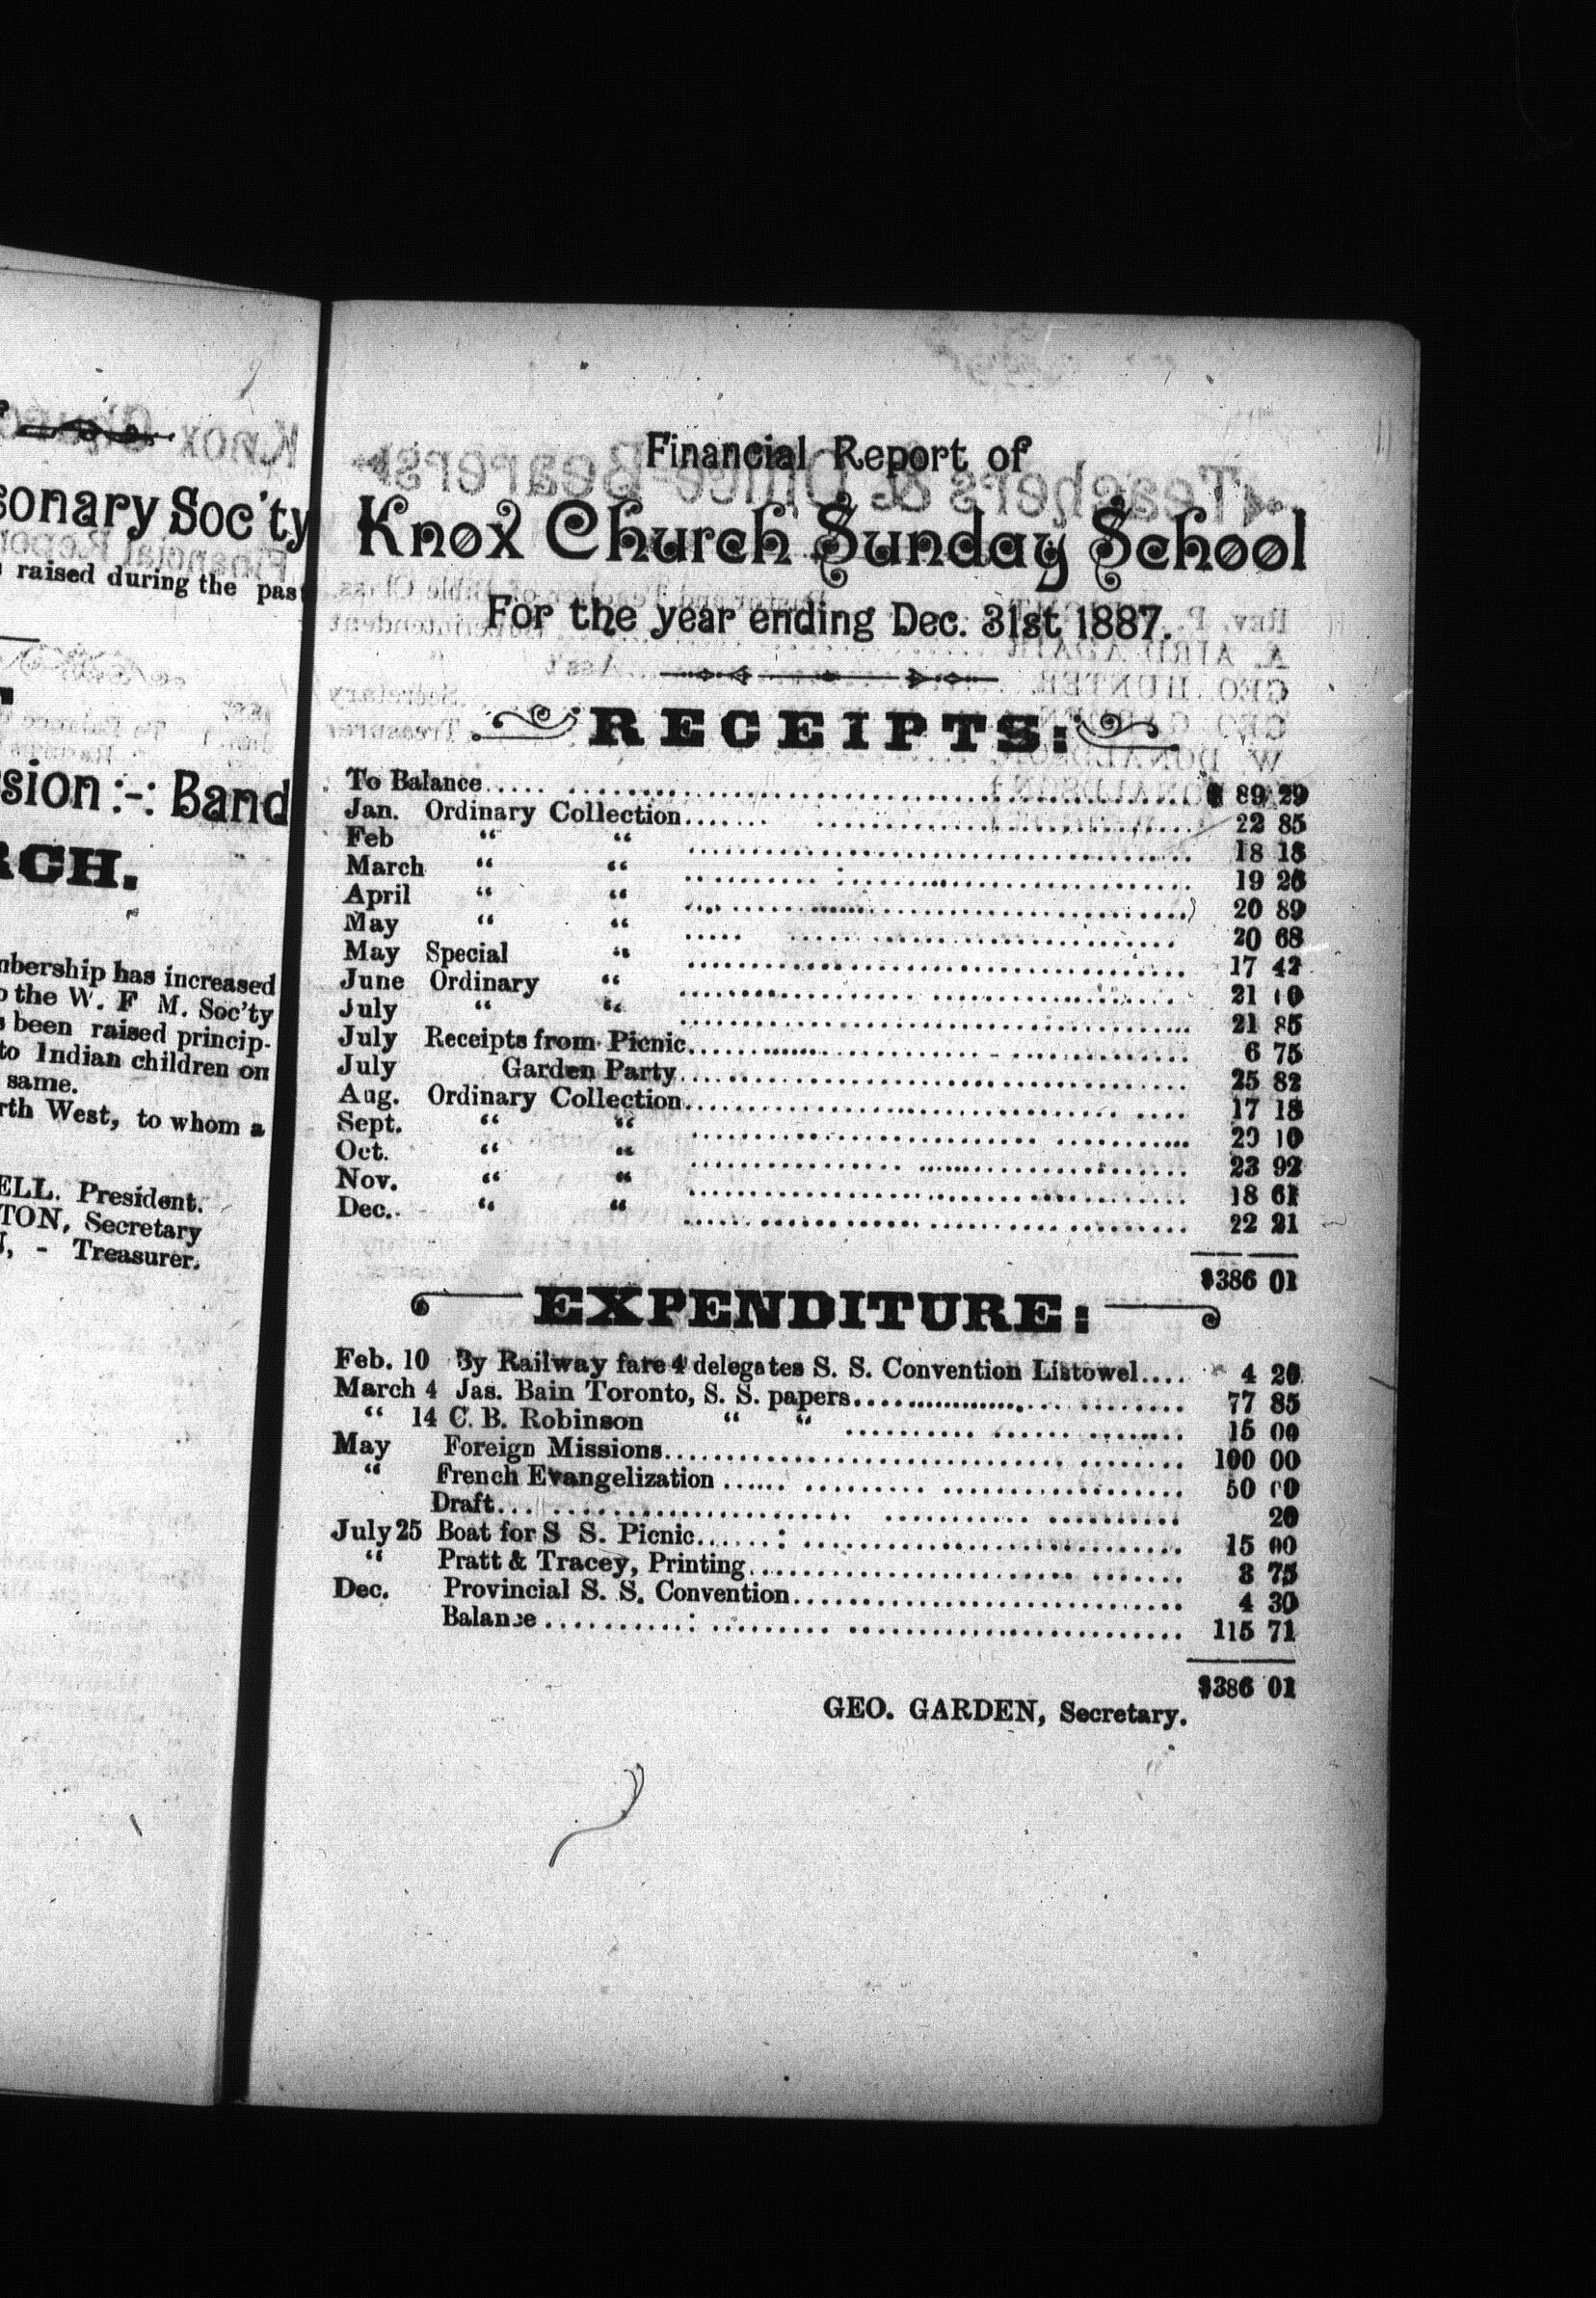 sonary Soc'ty
raised during the past
sion :-: Band
RCH.
mbership has increased
o the W. F M. Soc'ty
s been raised princip-
to Indian children on
same.
rth West, to whom a
ELL. President.
TON, Secretary
- Treasurer.
Financial Report of
Knox Church Sunday School
For the year ending Dec. 31st 1887.
RECEIPTS:
To Balance..... $ 89 29
Jan. Ordinary Collection....... 22 85
Feb “ “ ....... 18 18
March “ “ ....... 19 26
April “ “ ....... 20 89
May “ “ ..... 20 68
May Special “ ....... 17 42
June Ordinary “ ....... 21 00
July “ “ ....... 21 85
July Receipts from Picnic....... 6 75
July Garden Party....... 25 82
Aug. Ordinary Collection....... 17 18
Sept. “ “ ....... 20 10
Oct. “ “ ....... 23 92
Nov. “ “ ....... 18 61
Dec. “ “ ....... 22 21
$386 01
EXPENDITURE:
Feb. 10 By Railway fare 4 delegates S. S. Convention Listowel.... 4 20
March 4 Jas. Bain Toronto, S. S. papers....... 77 85
“ 14 C. B. Robinson “ “ ....... 15 00
May Foreign Missions....... 100 00
“ French Evangelization ...... 50 00
Draft... 20
July 25 Boat for S S. Picnic....... 15 00
“ Pratt & Tracey, Printing....... 3 75
Dec. Provincial S. S. Convention....... 4 30
Balance....... 115 71
$386 01
GEO. GARDEN, Secretary.